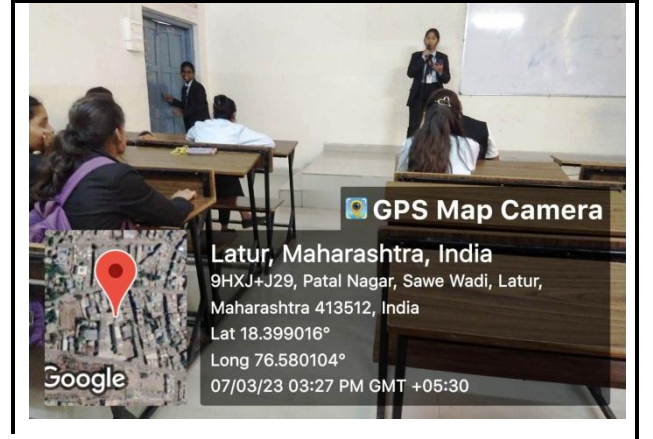 GPS Map Camera
Latur, Maharashtra, India
9HXJ+J29, Patal Nagar, Sawe Wadi, Latur,
Maharashtra 413512, India
Lat 18.399016°
Long 76.580104°
07/03/23 03:27 PM GMT +05:30
Google